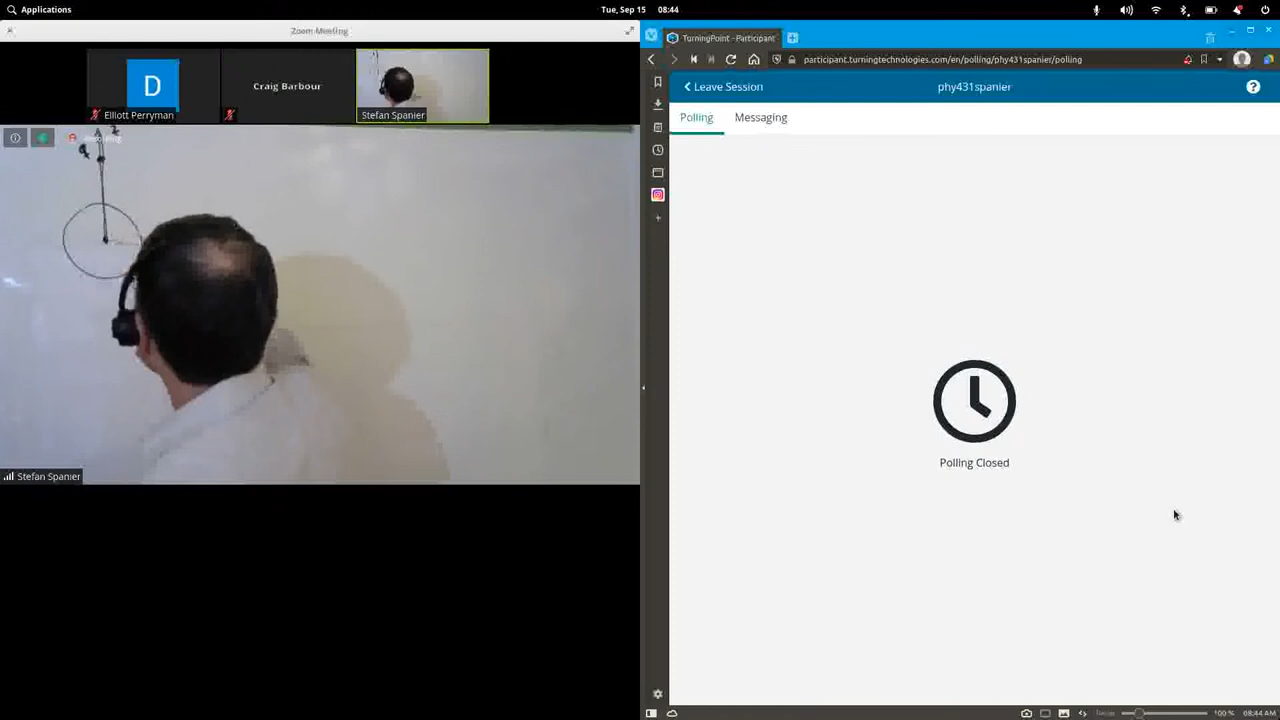 Applications
Tue, Sep 15 08:44
Zoom Meeting
D
Elliott Perryman
Craig Barbour
Stefan Spanier
Stefan Spanier
TurningPoint - Participant
participant.turningtechnologies.com/en/polling/phy431spanier/polling
Leave Session
phy431spanier
?
Polling
Messaging
Polling Closed
100 %
08:44 AM